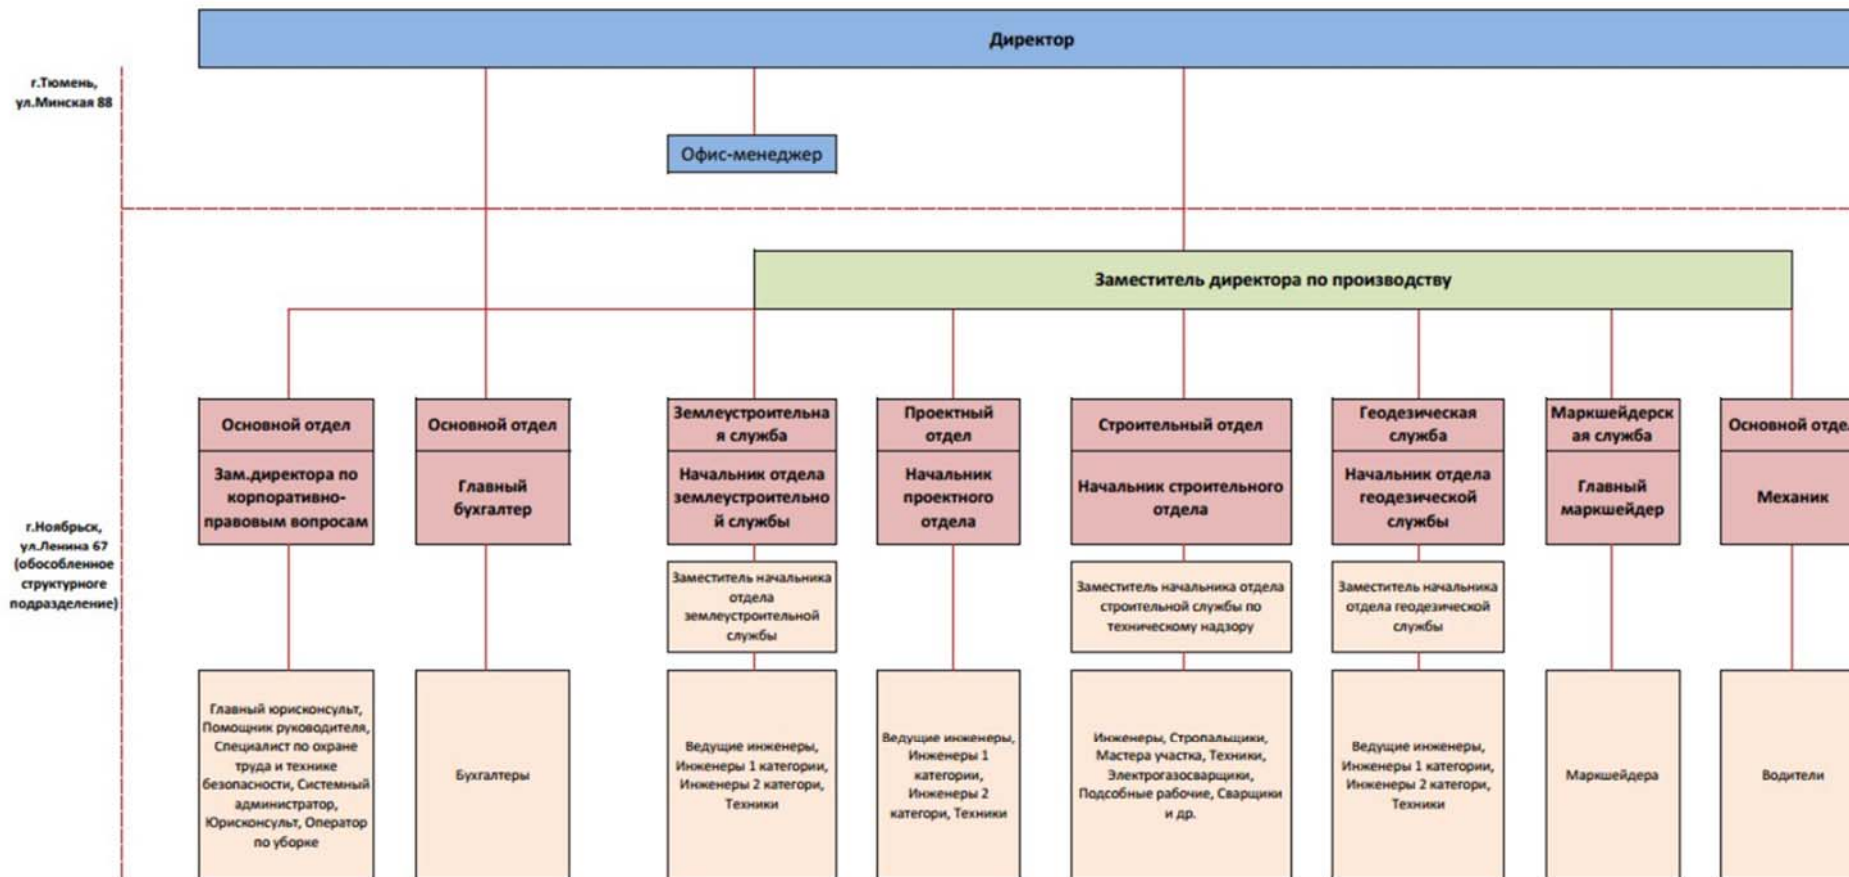 Директор
г.Тюмень,
ул.Минская 88
Офис-менеджер
Заместитель директора по производству
Основной отдел
Зам.директора по
корпоративно-
правовым вопросам
Основной отдел
Главный
бухгалтер
Землеустроительна
я служба
Начальник отдела
землеустроительно
й службы
Проектный
отдел
Начальник
проектного
отдела
Строительный отдел
Начальник строительного
отдела
Геодезическая
служба
Начальник отдела
геодезической
службы
Маркшейдерск
ая служба
Главный
маркшейдер
Основной отдел
Механик
г.Ноябрьск,
ул.Ленина 67
(обособленное
структурного
подразделение)
Заместитель начальника
отдела
землеустроительной
службы
Заместитель начальника отдела
строительной службы по
техническому надзору
Заместитель начальника
отдела геодезической
службы
Главный юрисконсульт,
Помощник руководителя,
Специалист по охране
труда и технике
безопасности, Системный
администратор,
Юрисконсульт, Оператор
по уборке
Бухгалтеры
Ведущие инженеры,
Инженеры 1 категории,
Инженеры 2 категори,
Техники
Ведущие инженеры,
Инженеры 1
категории,
Инженеры 2
категори, Техники
Инженеры, Стропальщики,
Мастера участка, Техники,
Электрогазосварщики,
Подсобные рабочие, Сварщики
и др.
Ведущие инженеры,
Инженеры 1 категории,
Инженеры 2 категори,
Техники
Маркшейдера
Водители